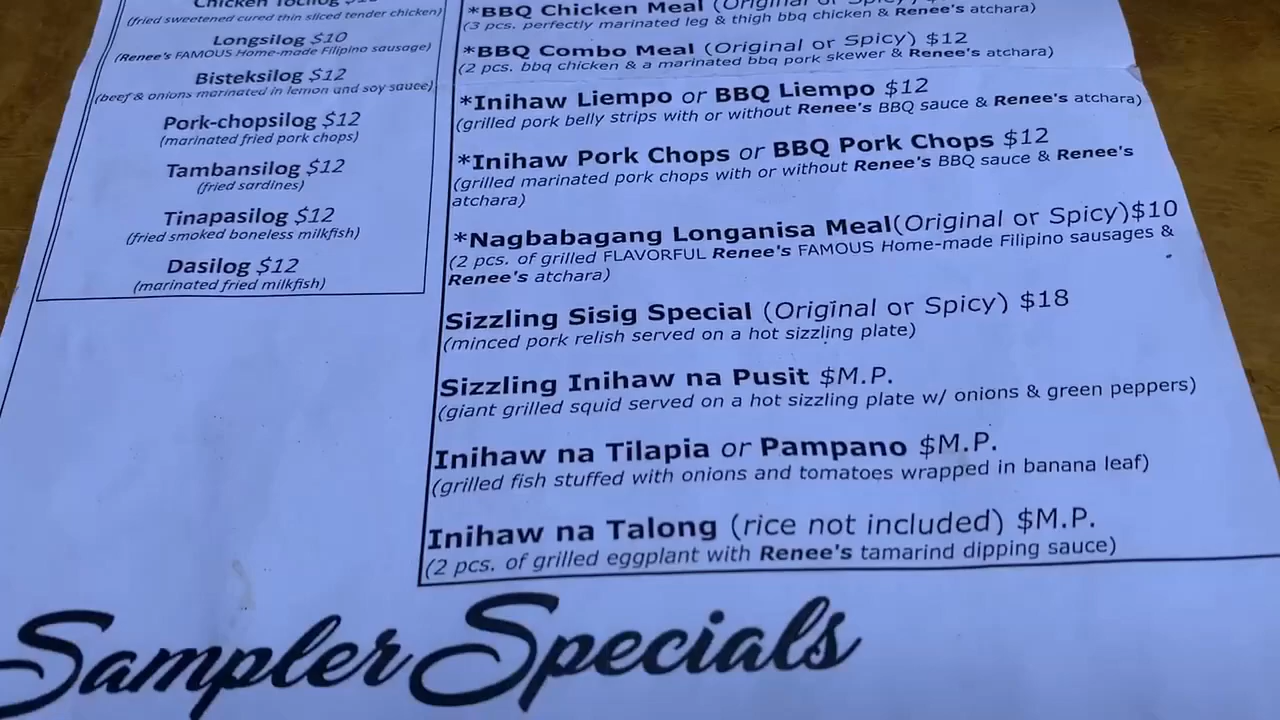 Chicken Tocilog
(fried sweetened cured thin sliced tender chicken)
Longsilog $10
(Renee's FAMOUS Home-made Filipino sausage)
Bisteksilog $12
(beef & onions marinated in lemon and soy sauce)
Pork-chopsilog $12
(marinated fried pork chops)
Tambansilog $12
(fried sardines)
Tinapasilog $12
(fried smoked boneless milkfish)
Dasilog $12
(marinated fried milkfish)
*BBQ Chicken Meal (Original or Spicy)
(3 pcs. perfectly marinated leg & thigh bbq chicken & Renee's atchara)
*BBQ Combo Meal (Original or Spicy) $12
(2 pcs. bbq chicken & a marinated bbq pork skewer & Renee's atchara)
*Inihaw Liempo or BBQ Liempo $12
(grilled pork belly strips with or without Renee's BBQ sauce & Renee's atchara)
*Inihaw Pork Chops or BBQ Pork Chops $12
(grilled marinated pork chops with or without Renee's BBQ sauce & Renee's
atchara)
*Nagbabagang Longanisa Meal(Original or Spicy)$10
(2 pcs. of grilled FLAVORFUL Renee's FAMOUS Home-made Filipino sausages &
Renee's atchara)
Sizzling Sisig Special (Original or Spicy) $18
(minced pork relish served on a hot sizzling plate)
Sizzling Inihaw na Pusit $M.P.
(giant grilled squid served on a hot sizzling plate w/ onions & green peppers)
Inihaw na Tilapia or Pampano $M.P.
(grilled fish stuffed with onions and tomatoes wrapped in banana leaf)
Inihaw na Talong (rice not included) $M.P.
(2 pcs. of grilled eggplant with Renee's tamarind dipping sauce)
Sampler Specials